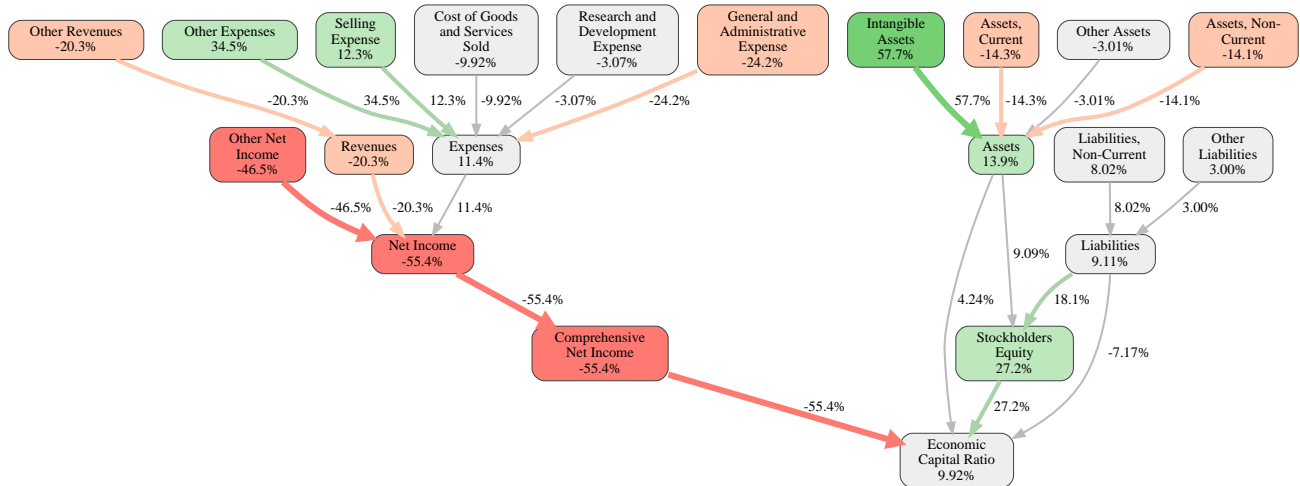 Other Revenues
-20.3%
Other Expenses
34.5%
Selling
Expense
12.3%
Cost of Goods
and Services
Sold
-9.92%
Research and
Development
Expense
-3.07%
General and
Administrative
Expense
-24.2%
Intangible
Assets
57.7%
Assets,
Current
-14.3%
Other Assets
-3.01%
Assets, Non-
Current
-14.1%
-20.3%
34.5%
12.3%
-9.92%
-3.07%
-24.2%
57.7%
-14.3%
-3.01%
-14.1%
Other Net
Income
-46.5%
Revenues
-20.3%
Expenses
11.4%
Assets
13.9%
Liabilities,
Non-Current
8.02%
Other
Liabilities
3.00%
-46.5%
-20.3%
11.4%
8.02%
3.00%
Net Income
-55.4%
9.09%
Liabilities
9.11%
-55.4%
4.24%
18.1%
Comprehensive
Net Income
-55.4%
Stockholders
Equity
27.2%
-7.17%
-55.4%
27.2%
Economic
Capital Ratio
9.92%